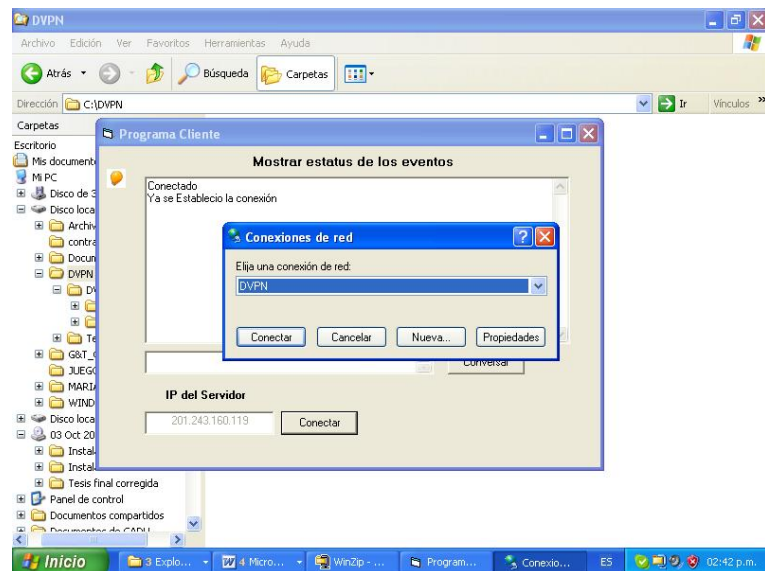 DVPN
Archivo Edición Ver Favoritos Herramientas Ayuda
Atrás Búsqueda Carpetas
Dirección C:\DVPN Ir Vínculos »
Carpetas
Escritorio
Mis document
Mi PC
Disco de 3
Disco loca
Archiv
contra
Docum
DVPN
DV
Te
G&T_
JUEGO
MARIA
WIND
Disco loca
03 Oct 20
Instal
Instal
Tesis final corregida
Panel de control
Documentos compartidos
Documentos de CADU
Programa Cliente
Mostrar estatus de los eventos
Conectado
Ya se Establecio la conexión
Conexiones de red
Elija una conexión de red:
DVPN
Conectar Cancelar Nueva... Propiedades
Conversar
IP del Servidor
201.243.160.119 Conectar
Inicio 3 Explo... 4 Micro... WinZip - ... Program... Conexio... ES 02:42 p.m.